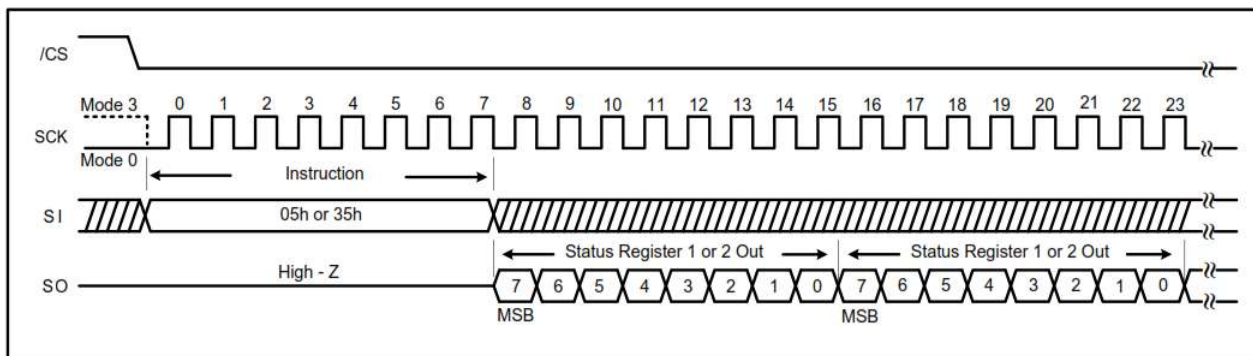 /CS
Mode 3 0 1 2 3 4 5 6 7 8 9 10 11 12 13 14 15 16 17 18 19 20 21 22 23
SCK
Mode 0
Instruction
SI 05h or 35h
Status Register 1 or 2 Out Status Register 1 or 2 Out
High - Z
SO 7 6 5 4 3 2 1 0 7 6 5 4 3 2 1 0
MSB MSB